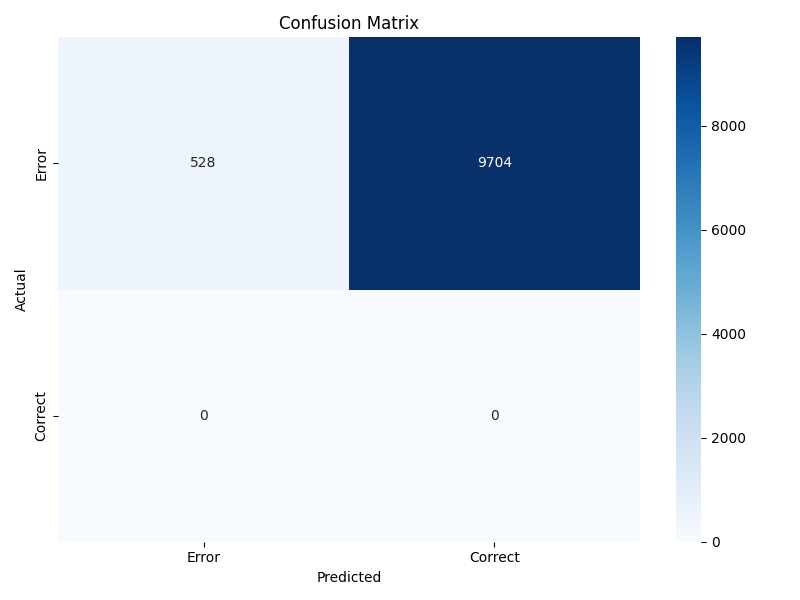 Confusion Matrix
Error
528
9704
Actual
Correct
0
0
Error
Correct
Predicted
8000
6000
4000
2000
0